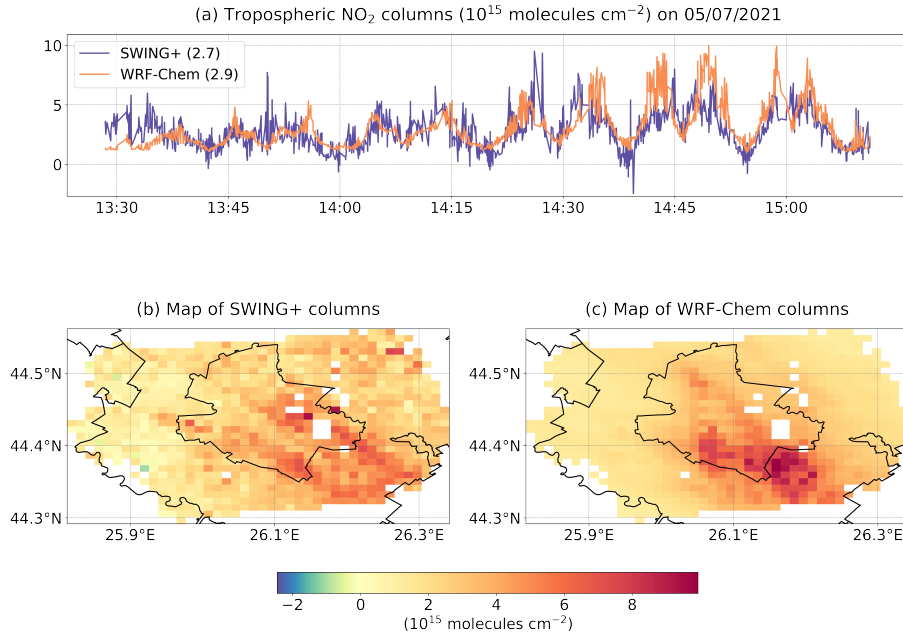 (a) Tropospheric NO₂ columns (10¹⁵ molecules cm⁻²) on 05/07/2021
10
5
0
SWING+ (2.7)
WRF-Chem (2.9)
13:30 13:45 14:00 14:15 14:30 14:45 15:00
(b) Map of SWING+ columns
(c) Map of WRF-Chem columns
44.5°N
44.4°N
44.3°N
25.9°E 26.1°E 26.3°E
44.5°N
44.4°N
44.3°N
25.9°E 26.1°E 26.3°E
−2 0 2 4 6 8
(10¹⁵ molecules cm⁻²)